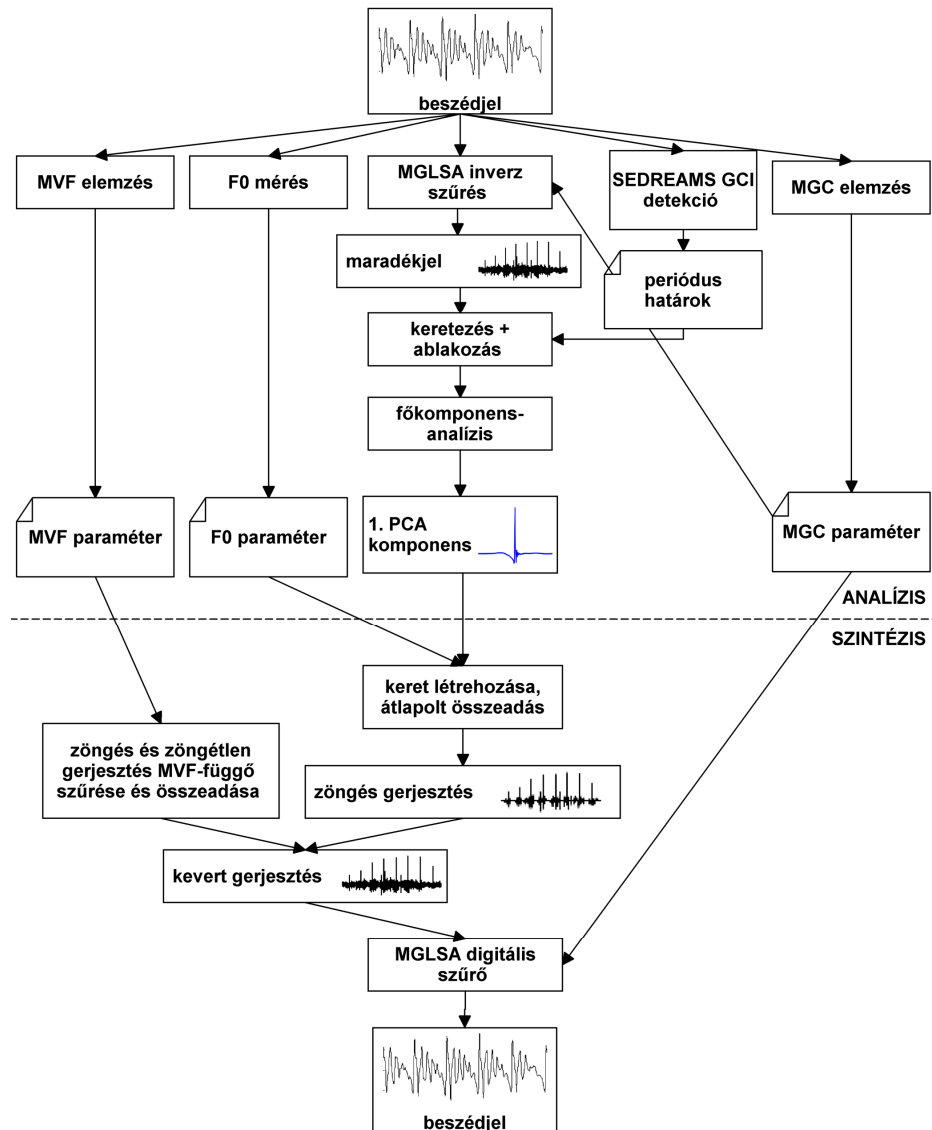 beszédjel
MVF elemzés
F0 mérés
MGLSA inverz
szűrés
SEDREAMS GCI
detekció
MGC elemzés
maradékjel
periódus
határok
keretezés +
ablakozás
főkomponens-
analízis
MVF paraméter
F0 paraméter
1. PCA
komponens
MGC paraméter
ANALÍZIS
SZINTÉZIS
keret létrehozása,
átlapolt összeadás
zöngés és zöngétlen
gerjesztés MVF-függő
szűrése és összeadása
zöngés gerjesztés
kevert gerjesztés
MGLSA digitális
szűrő
beszédjel